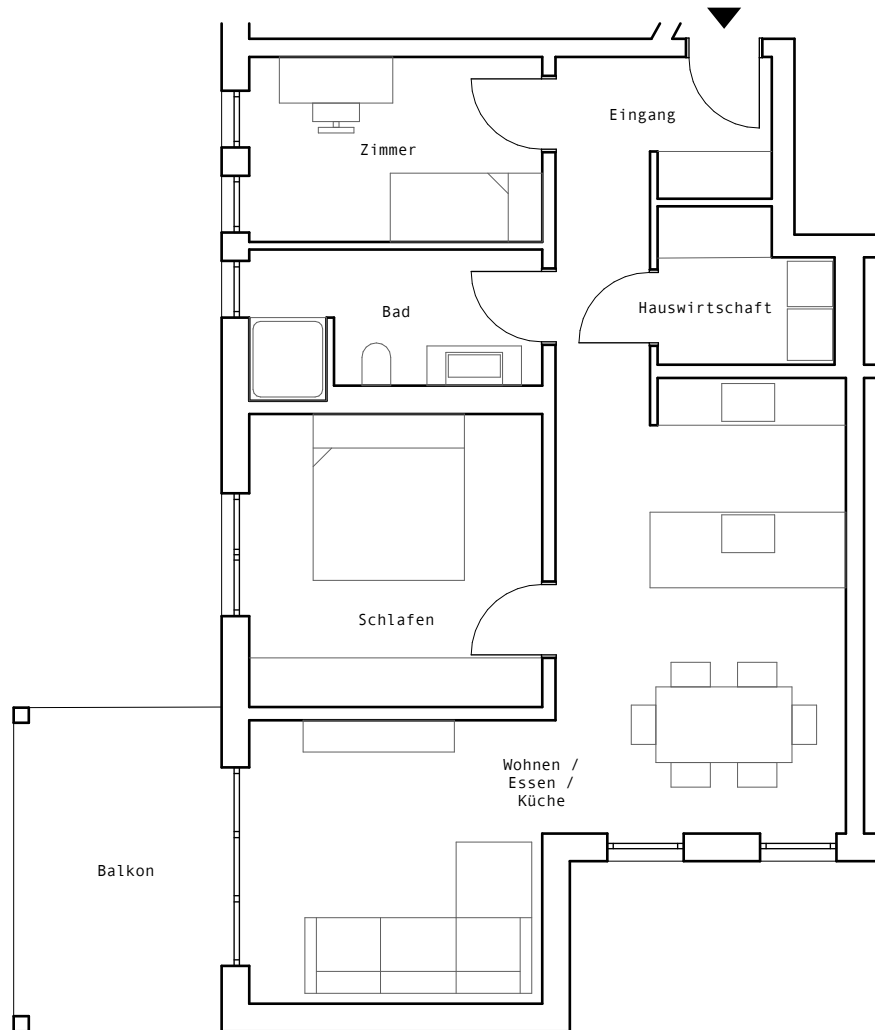 Eingang
Zimmer
Bad
Hauswirtschaft
Schlafen
Wohnen /
Essen /
Küche
Balkon